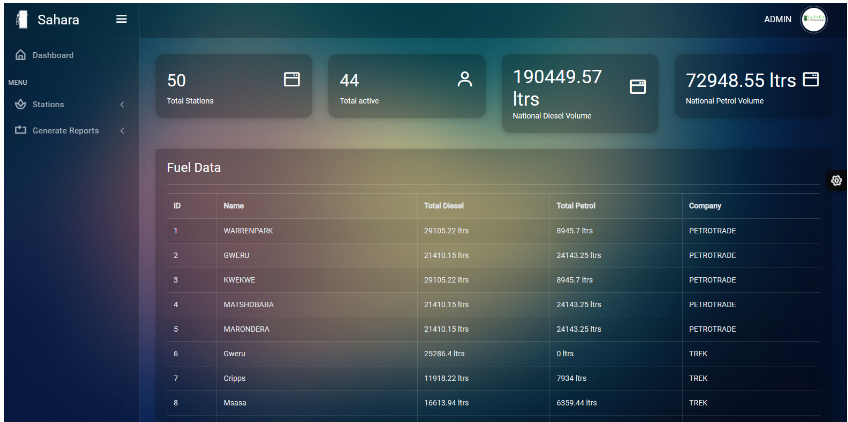 Sahara
ADMIN
Dashboard
MENU
Stations
Generate Reports
50
Total Stations
44
Total active
190449.57
ltrs
National Diesel Volume
72948.55 ltrs
National Petrol Volume
Fuel Data
ID Name Total Diesel Total Petrol Company
1 WARRENPARK 29105.22 ltrs 8945.7 ltrs PETROTRADE
2 GWERU 21410.15 ltrs 24143.25 ltrs PETROTRADE
3 KWEKWE 29105.22 ltrs 8945.7 ltrs PETROTRADE
4 MATSHOBABA 21410.15 ltrs 24143.25 ltrs PETROTRADE
5 MARONDERA 21410.15 ltrs 24143.25 ltrs PETROTRADE
6 Gweru 25286.4 ltrs 0 ltrs TREK
7 Cripps 11918.22 ltrs 7934 ltrs TREK
8 Msasa 16613.94 ltrs 6359.44 ltrs TREK